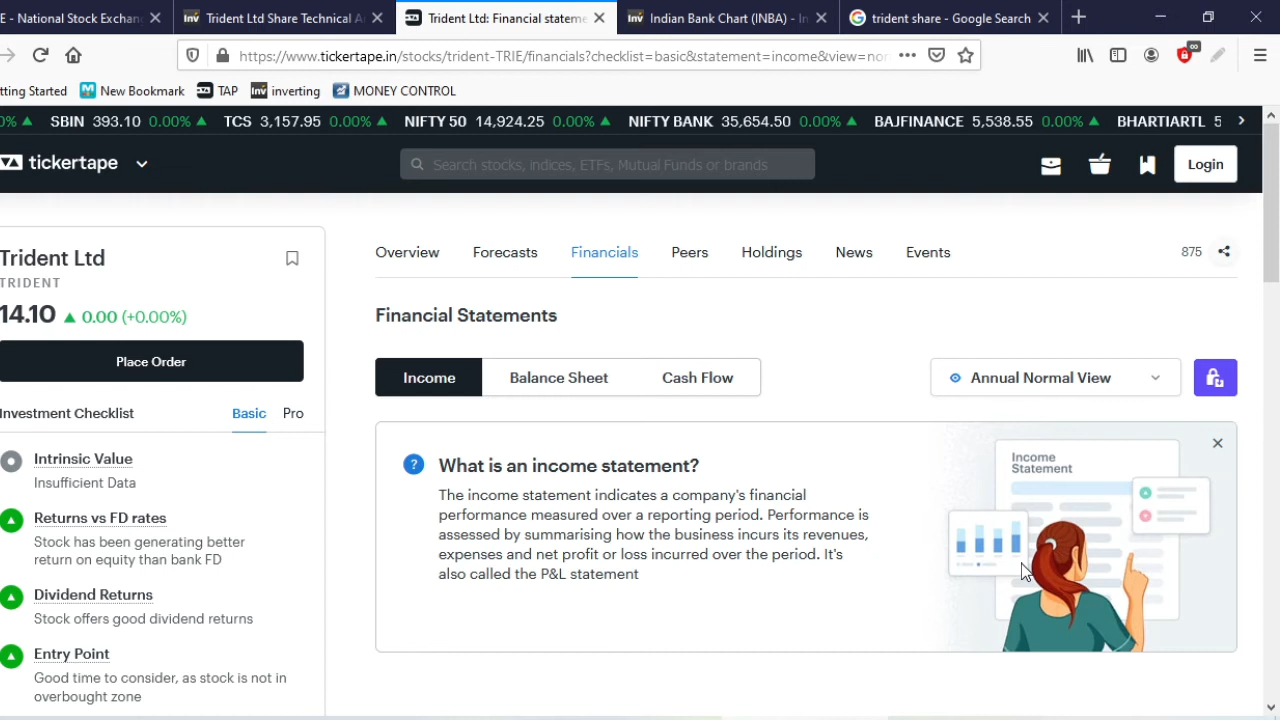 E - National Stock Exchan
Trident Ltd Share Technical A
Trident Ltd: Financial stateme
Indian Bank Chart (INBA) - In
trident share - Google Search
https://www.tickertape.in/stocks/trident-TRIE/financials?checklist=basic&statement=income&view=nor
tting Started
New Bookmark
TAP
inverting
MONEY CONTROL
0% SBIN 393.10 0.00% TCS 3,157.95 0.00% NIFTY 50 14,924.25 0.00% NIFTY BANK 35,654.50 0.00% BAJFINANCE 5,538.55 0.00% BHARTIARTL 5
tickertape
Search stocks, indices, ETFs, Mutual Funds or brands
Login
Trident Ltd
TRIDENT
14.10 0.00 (+0.00%)
Place Order
Investment Checklist
Basic
Pro
Intrinsic Value
Insufficient Data
Returns vs FD rates
Stock has been generating better
return on equity than bank FD
Dividend Returns
Stock offers good dividend returns
Entry Point
Good time to consider, as stock is not in
overbought zone
Overview
Forecasts
Financials
Peers
Holdings
News
Events
875
Financial Statements
Income
Balance Sheet
Cash Flow
Annual Normal View
What is an income statement?
The income statement indicates a company's financial
performance measured over a reporting period. Performance is
assessed by summarising how the business incurs its revenues,
expenses and net profit or loss incurred over the period. It's
also called the P&L statement
Income
Statement